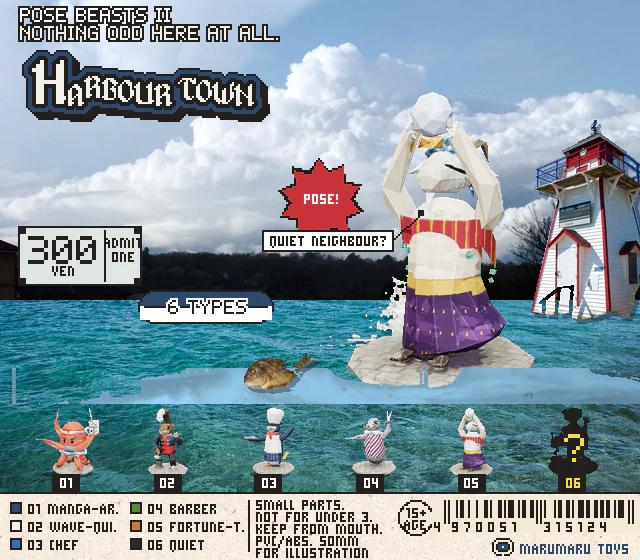 POSE BEASTS II
NOTHING ODD HERE AT ALL.
HARBOUR TOWN
POSE!
QUIET NEIGHBOUR?
300
YEN
ADMIT
ONE
6 TYPES
?
01
02
03
04
05
06
01 MANGA-AR.
02 WAVE-QUI.
03 CHEF
04 BARBER
05 FORTUNE-T.
06 QUIET
SMALL PARTS.
NOT FOR UNDER 3.
KEEP FROM MOUTH.
PVC/ABS. 50MM
FOR ILLUSTRATION
15+
AGE
4 970051 315124
MARUMARU TOYS